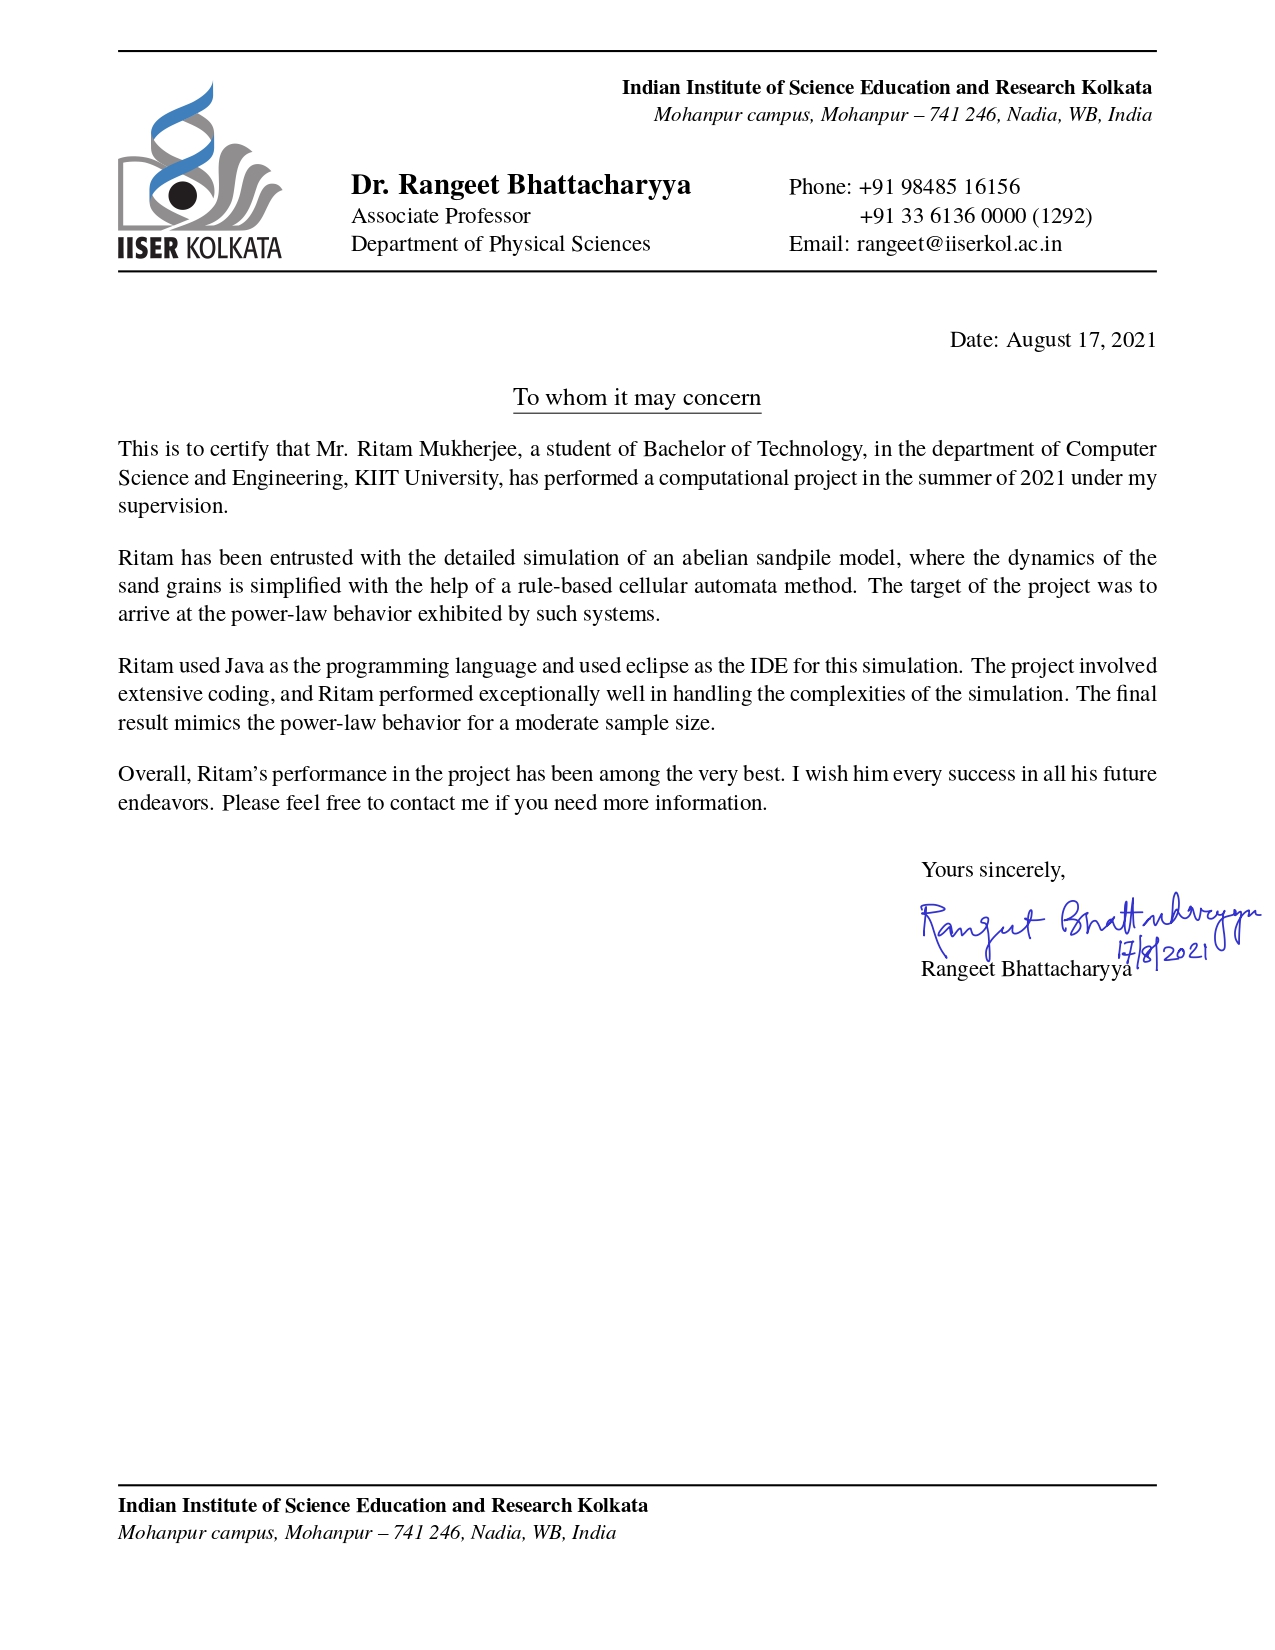 Indian Institute of Science Education and Research Kolkata
Mohanpur campus, Mohanpur – 741 246, Nadia, WB, India
IISER KOLKATA
Dr. Rangeet Bhattacharyya
Associate Professor
Department of Physical Sciences
Phone: +91 98485 16156
+91 33 6136 0000 (1292)
Email: rangeet@iiserkol.ac.in
Date: August 17, 2021
To whom it may concern
This is to certify that Mr. Ritam Mukherjee, a student of Bachelor of Technology, in the department of Computer
Science and Engineering, KIIT University, has performed a computational project in the summer of 2021 under my
supervision.
Ritam has been entrusted with the detailed simulation of an abelian sandpile model, where the dynamics of the
sand grains is simplified with the help of a rule-based cellular automata method. The target of the project was to
arrive at the power-law behavior exhibited by such systems.
Ritam used Java as the programming language and used eclipse as the IDE for this simulation. The project involved
extensive coding, and Ritam performed exceptionally well in handling the complexities of the simulation. The final
result mimics the power-law behavior for a moderate sample size.
Overall, Ritam's performance in the project has been among the very best. I wish him every success in all his future
endeavors. Please feel free to contact me if you need more information.
Yours sincerely,
Rangeet Bhattacharyya
17/8/2021
Rangeet Bhattacharyya
Indian Institute of Science Education and Research Kolkata
Mohanpur campus, Mohanpur – 741 246, Nadia, WB, India